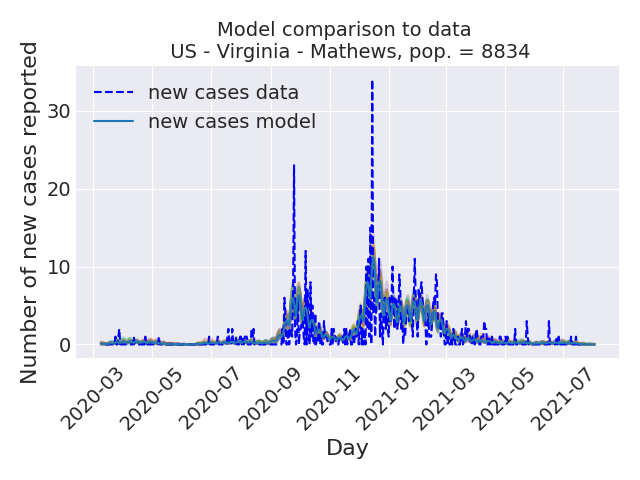 Model comparison to data
US - Virginia - Mathews, pop. = 8834
Number of new cases reported
new cases data
new cases model
30
20
10
0
2020-03
2020-05
2020-07
2020-09
2020-11
2021-01
2021-03
2021-05
2021-07
Day